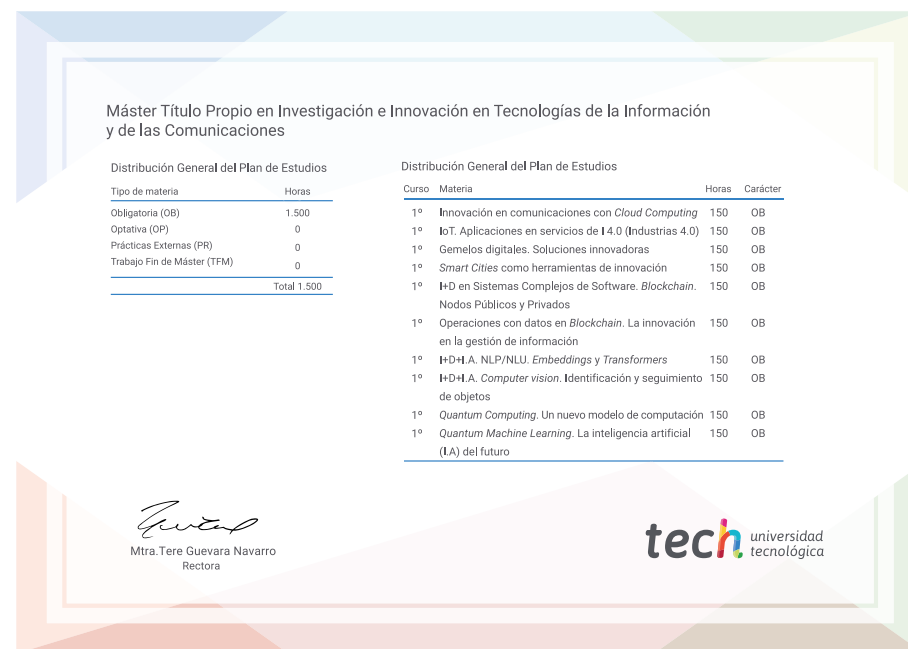 Máster Título Propio en Investigación e Innovación en Tecnologías de la Información
y de las Comunicaciones
Distribución General del Plan de Estudios
Tipo de materia Horas
Obligatoria (OB) 1.500
Optativa (OP) 0
Prácticas Externas (PR) 0
Trabajo Fin de Máster (TFM) 0
Total 1.500
Distribución General del Plan de Estudios
Curso Materia Horas Carácter
1º Innovación en comunicaciones con Cloud Computing 150 OB
1º IoT. Aplicaciones en servicios de I 4.0 (Industrias 4.0) 150 OB
1º Gemelos digitales. Soluciones innovadoras 150 OB
1º Smart Cities como herramientas de innovación 150 OB
1º I+D en Sistemas Complejos de Software. Blockchain. 150 OB
Nodos Públicos y Privados
1º Operaciones con datos en Blockchain. La innovación 150 OB
en la gestión de información
1º I+D+I.A. NLP/NLU. Embeddings y Transformers 150 OB
1º I+D+I.A. Computer vision. Identificación y seguimiento 150 OB
de objetos
1º Quantum Computing. Un nuevo modelo de computación 150 OB
1º Quantum Machine Learning. La inteligencia artificial 150 OB
(I.A) del futuro
Mtra.Tere Guevara Navarro
Rectora
tech universidad
tecnológica